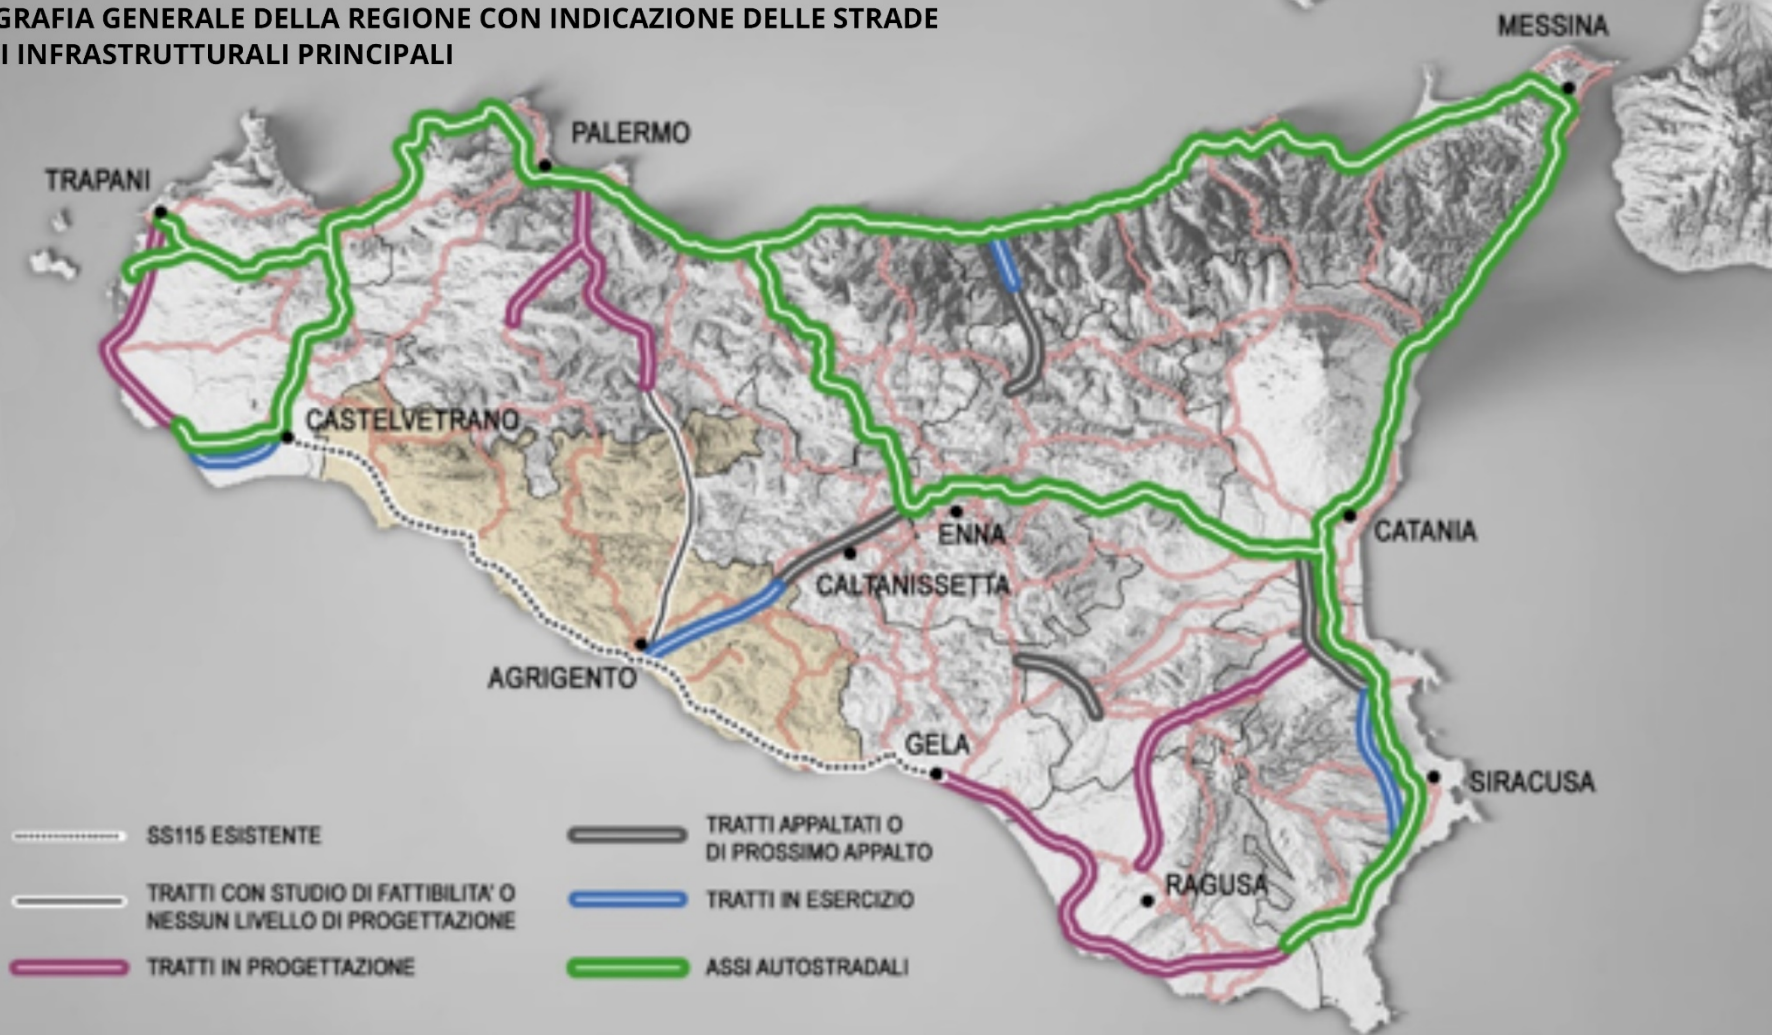 GRAFIA GENERALE DELLA REGIONE CON INDICAZIONE DELLE STRADE
I INFRASTRUTTURALI PRINCIPALI
MESSINA
PALERMO
TRAPANI
CASTELVETRANO
ENNA
CATANIA
CALTANISSETTA
AGRIGENTO
GELA
SIRACUSA
RAGUSA
SS115 ESISTENTE
TRATTI CON STUDIO DI FATTIBILITA' O
NESSUN LIVELLO DI PROGETTAZIONE
TRATTI IN PROGETTAZIONE
TRATTI APPALTATI O
DI PROSSIMO APPALTO
TRATTI IN ESERCIZIO
ASSI AUTOSTRADALI